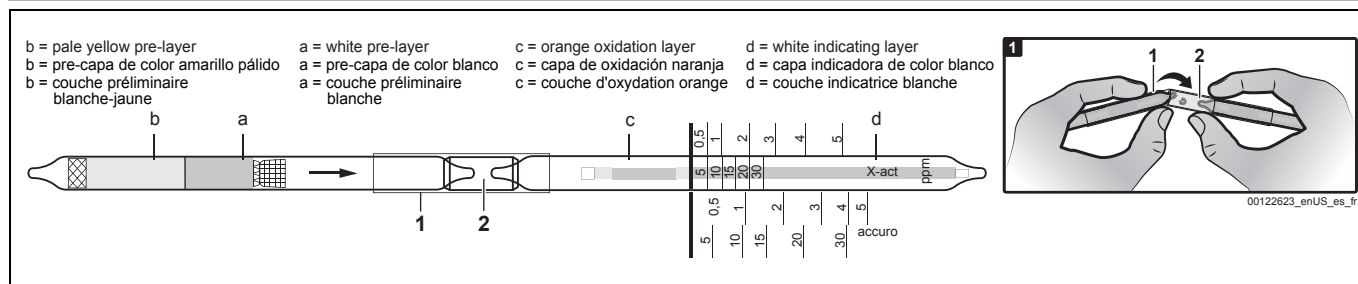 b = pale yellow pre-layer
b = pre-capa de color amarillo pálido
b = couche préliminaire
blanche-jaune
a = white pre-layer
a = pre-capa de color blanco
a = couche préliminaire
blanche
c = orange oxidation layer
c = capa de oxidación naranja
c = couche d'oxydation orange
d = white indicating layer
d = capa indicadora de color blanco
d = couche indicatrice blanche
b
a
c
d
0,5 1 2 3 4 5
5 10 15 20 30
X-act
ppm
0,5 1 2 3 4 5
accuro
5 10 15 20 30
1
2
1
1
2
00122623_enUS_es_fr